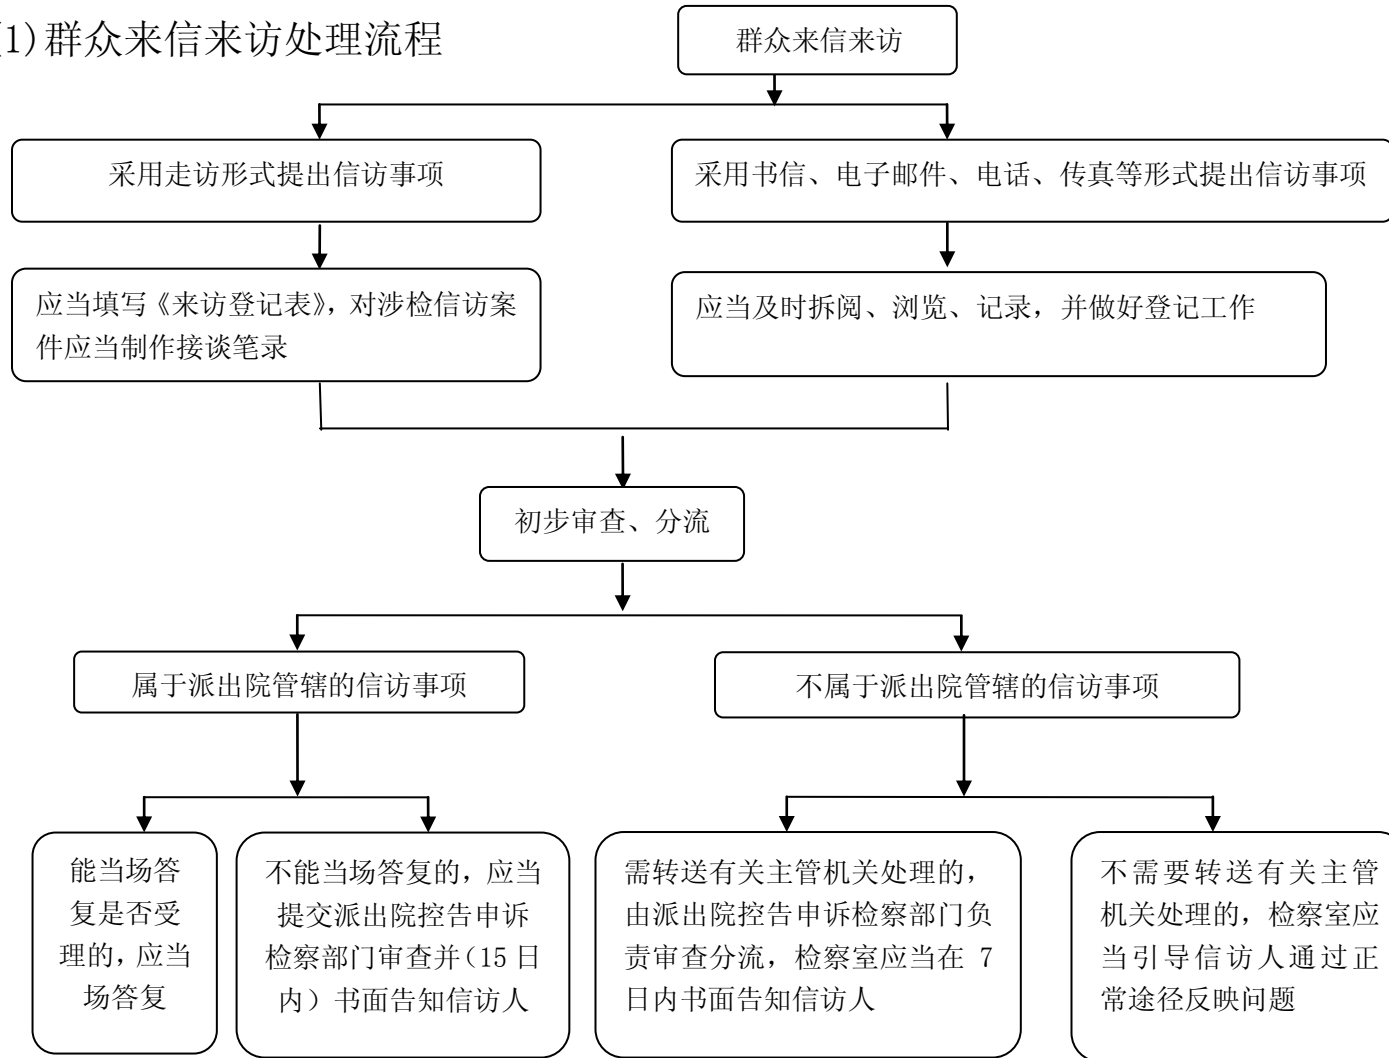 1)群众来信来访处理流程
群众来信来访
采用走访形式提出信访事项
采用书信、电子邮件、电话、传真等形式提出信访事项
应当填写《来访登记表》，对涉检信访案
件应当制作接谈笔录
应当及时拆阅、浏览、记录，并做好登记工作
初步审查、分流
属于派出院管辖的信访事项
不属于派出院管辖的信访事项
能当场答
复是否受
理的，应当
场答复
不能当场答复的，应当
提交派出院控告申诉
检察部门审查并（15 日
内）书面告知信访人
需转送有关主管机关处理的，
由派出院控告申诉检察部门负
责审查分流，检察室应当在 7
日内书面告知信访人
不需要转送有关主管
机关处理的，检察室应
当引导信访人通过正
常途径反映问题